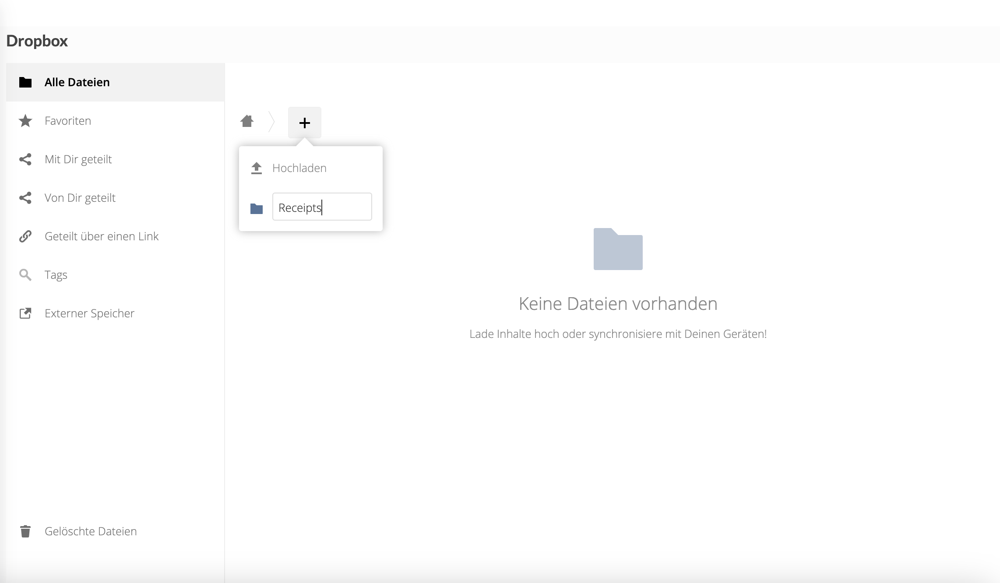 Dropbox
Alle Dateien
Favoriten
Mit Dir geteilt
Von Dir geteilt
Geteilt über einen Link
Tags
Externer Speicher
Gelöschte Dateien
Hochladen
Receipts
Keine Dateien vorhanden
Lade Inhalte hoch oder synchronisiere mit Deinen Geräten!